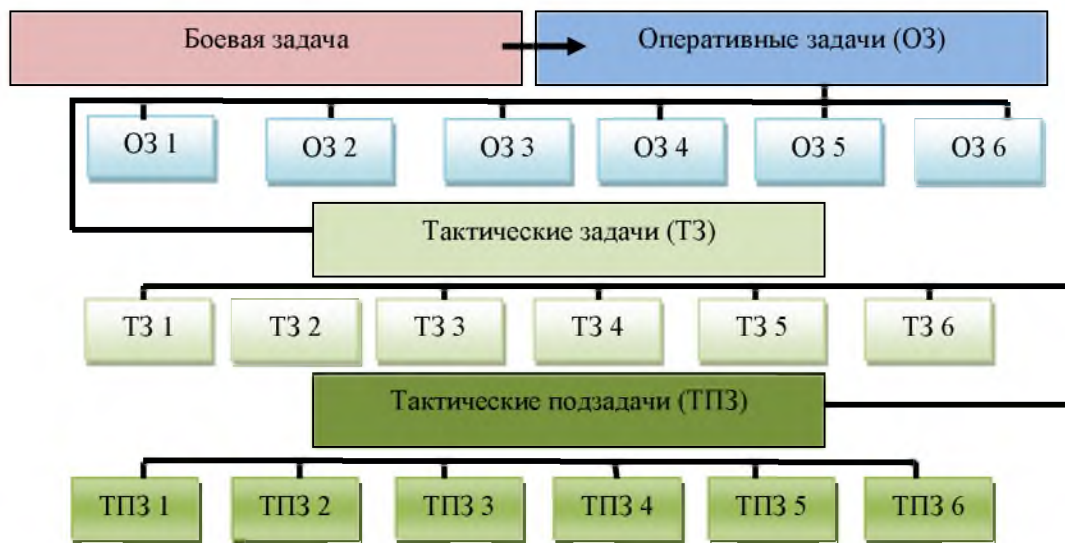 Боевая задача
Оперативные задачи (ОЗ)
ОЗ 1
ОЗ 2
ОЗ 3
ОЗ 4
ОЗ 5
ОЗ 6
Тактические задачи (ТЗ)
ТЗ 1
ТЗ 2
ТЗ 3
ТЗ 4
ТЗ 5
ТЗ 6
Тактические подзадачи (ТПЗ)
ТПЗ 1
ТПЗ 2
ТПЗ 3
ТПЗ 4
ТПЗ 5
ТПЗ 6